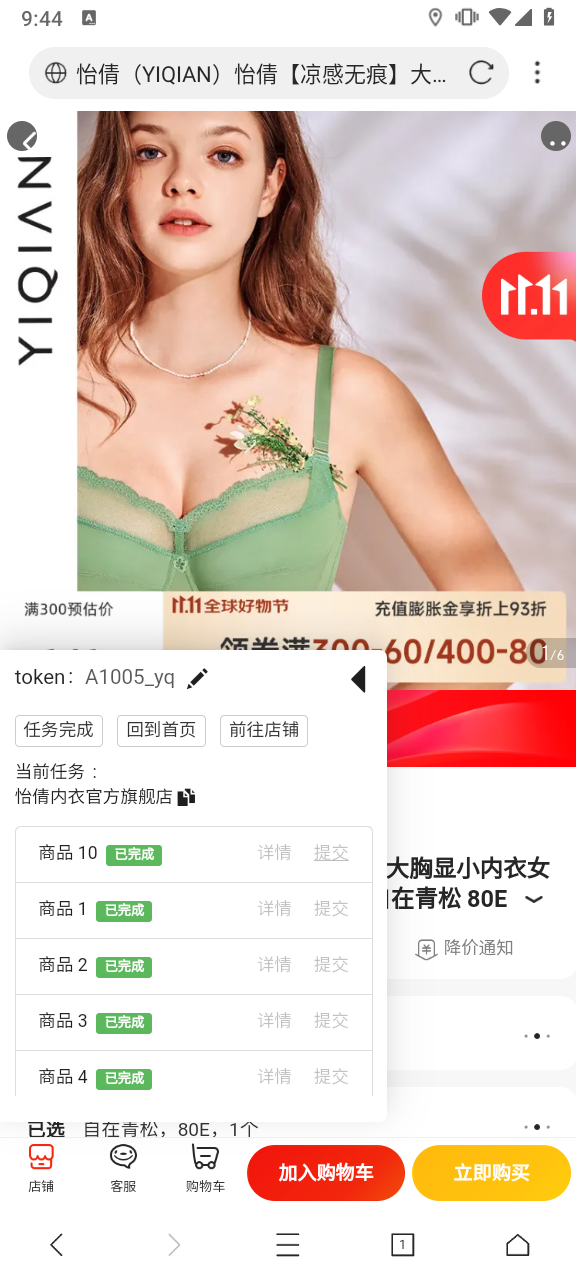 9:44
A
怡倩（YIQIAN）怡倩【凉感无痕】大...
YIQIAN
11.11
满300预估价
11.11全球好物节
充值膨胀金享折上93折
领券满300-60/400-80
1/6
token： A1005_yq
任务完成
回到首页
前往店铺
当前任务 ：
怡倩内衣官方旗舰店
商品 10 已完成 详情 提交
商品 1 已完成 详情 提交
商品 2 已完成 详情 提交
商品 3 已完成 详情 提交
商品 4 已完成 详情 提交
大胸显小内衣女
自在青松 80E
降价通知
已选 自在青松，80E，1个
店铺
客服
购物车
加入购物车
立即购买
1